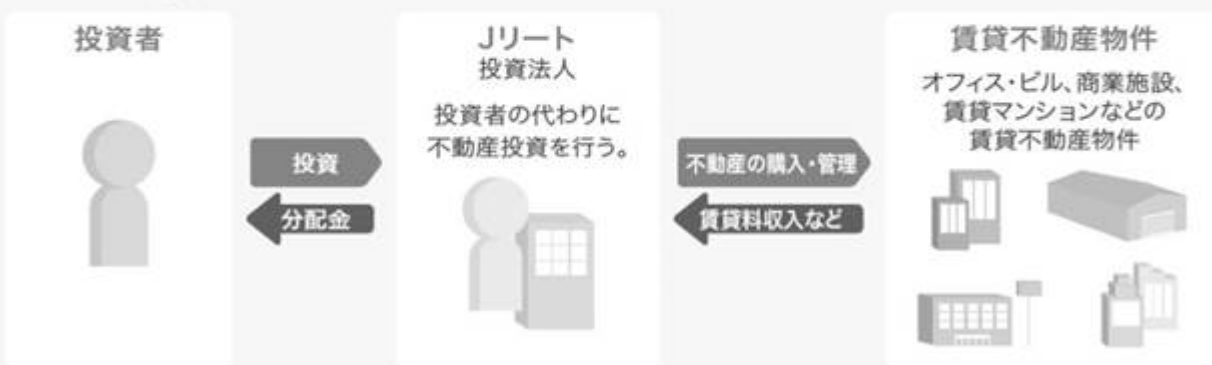 投資者
Jリート
投資法人
投資者の代わりに
不動産投資を行う。
投資
分配金
不動産の購入・管理
賃貸料収入など
賃貸不動産物件
オフィス・ビル、商業施設、
賃貸マンションなどの
賃貸不動産物件